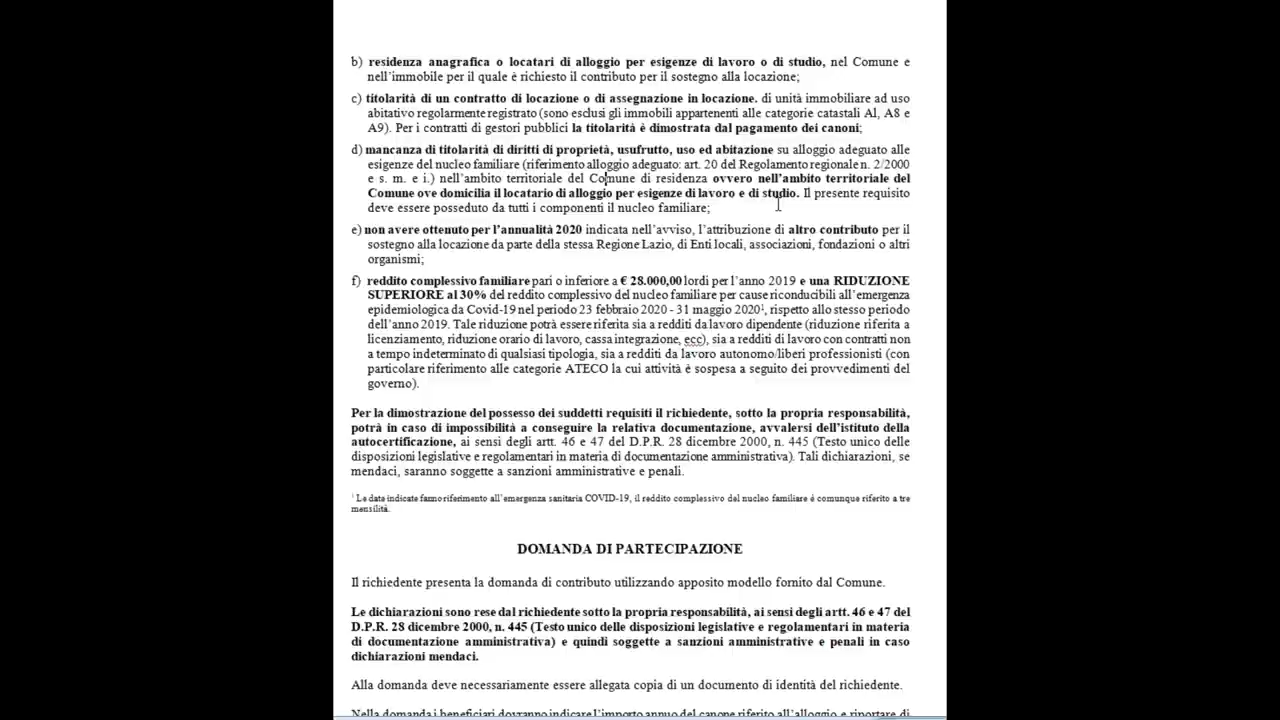 b) residenza anagrafica o locatari di alloggio per esigenze di lavoro o di studio, nel Comune e
nell'immobile per il quale è richiesto il contributo per il sostegno alla locazione;
c) titolarità di un contratto di locazione o di assegnazione in locazione. di unità immobiliare ad uso
abitativo regolarmente registrato (sono esclusi gli immobili appartenenti alle categorie catastali A1, A8 e
A9). Per i contratti di gestori pubblici la titolarità è dimostrata dal pagamento dei canoni;
d) mancanza di titolarità di diritti di proprietà, usufrutto, uso ed abitazione su alloggio adeguato alle
esigenze del nucleo familiare (riferimento alloggio adeguato: art. 20 del Regolamento regionale n. 2/2000
e s. m. e i.) nell'ambito territoriale del Comune di residenza ovvero nell'ambito territoriale del
Comune ove domicilia il locatario di alloggio per esigenze di lavoro e di studio. Il presente requisito
deve essere posseduto da tutti i componenti il nucleo familiare;
e) non avere ottenuto per l'annualità 2020 indicata nell'avviso, l'attribuzione di altro contributo per il
sostegno alla locazione da parte della stessa Regione Lazio, di Enti locali, associazioni, fondazioni o altri
organismi;
f) reddito complessivo familiare pari o inferiore a € 28.000,00 lordi per l'anno 2019 e una RIDUZIONE
SUPERIORE al 30% del reddito complessivo del nucleo familiare per cause riconducibili all'emergenza
epidemiologica da Covid-19 nel periodo 23 febbraio 2020 - 31 maggio 2020¹, rispetto allo stesso periodo
dell'anno 2019. Tale riduzione potrà essere riferita sia a redditi da lavoro dipendente (riduzione riferita a
licenziamento, riduzione orario di lavoro, cassa integrazione, ecc), sia a redditi di lavoro con contratti non
a tempo indeterminato di qualsiasi tipologia, sia a redditi da lavoro autonomo/liberi professionisti (con
particolare riferimento alle categorie ATECO la cui attività è sospesa a seguito dei provvedimenti del
governo).
Per la dimostrazione del possesso dei suddetti requisiti il richiedente, sotto la propria responsabilità,
potrà in caso di impossibilità a conseguire la relativa documentazione, avvalersi dell'istituto della
autocertificazione, ai sensi degli artt. 46 e 47 del D.P.R. 28 dicembre 2000, n. 445 (Testo unico delle
disposizioni legislative e regolamentari in materia di documentazione amministrativa). Tali dichiarazioni, se
mendaci, saranno soggette a sanzioni amministrative e penali.
¹ Le date indicate fanno riferimento all'emergenza sanitaria COVID-19, il reddito complessivo del nucleo familiare è comunque riferito a tre
mensilità.
DOMANDA DI PARTECIPAZIONE
Il richiedente presenta la domanda di contributo utilizzando apposito modello fornito dal Comune.
Le dichiarazioni sono rese dal richiedente sotto la propria responsabilità, ai sensi degli artt. 46 e 47 del
D.P.R. 28 dicembre 2000, n. 445 (Testo unico delle disposizioni legislative e regolamentari in materia
di documentazione amministrativa) e quindi soggette a sanzioni amministrative e penali in caso
dichiarazioni mendaci.
Alla domanda deve necessariamente essere allegata copia di un documento di identità del richiedente.
Nella domanda i beneficiari dovranno indicare l'importo annuo del canone riferito all'alloggio e riportare di